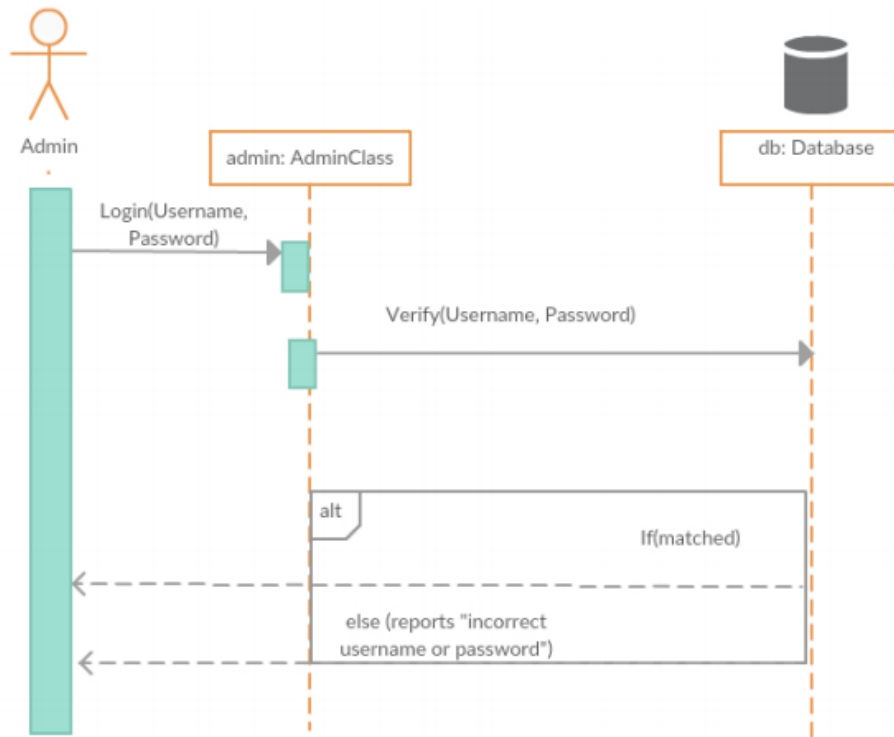 Admin
admin: AdminClass
db: Database
Login(Username,
Password)
Verify(Username, Password)
alt
If(matched)
else (reports "incorrect
username or password")